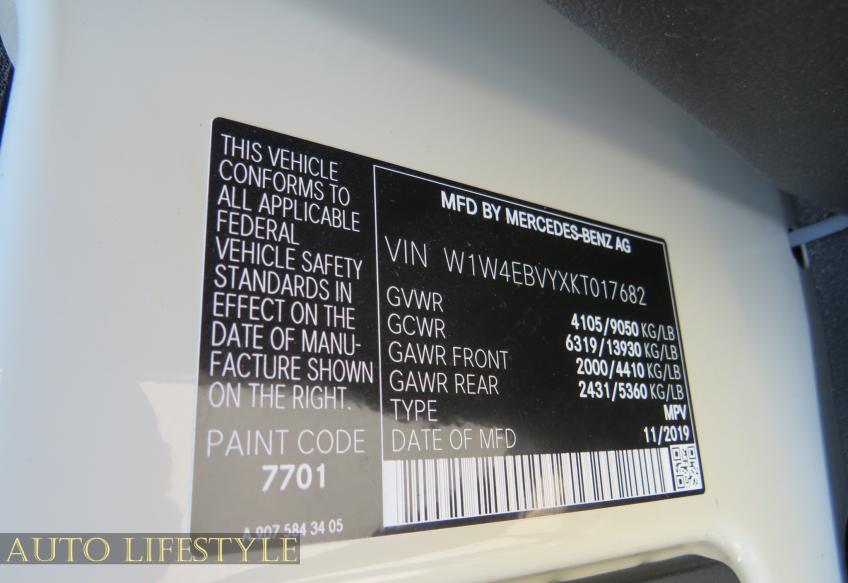 THIS VEHICLE
CONFORMS TO
ALL APPLICABLE
FEDERAL
VEHICLE SAFETY
STANDARDS IN
EFFECT ON THE
DATE OF MANU-
FACTURE SHOWN
ON THE RIGHT.
PAINT CODE
7701
A 907 584 34 05
MFD BY MERCEDES-BENZ AG
VIN W1W4EBVYXKT017682
GVWR 4105/9050 KG/LB
GCWR 6319/13930 KG/LB
GAWR FRONT 2000/4410 KG/LB
GAWR REAR 2431/5360 KG/LB
TYPE MPV
DATE OF MFD 11/2019
AUTO LIFESTYLE